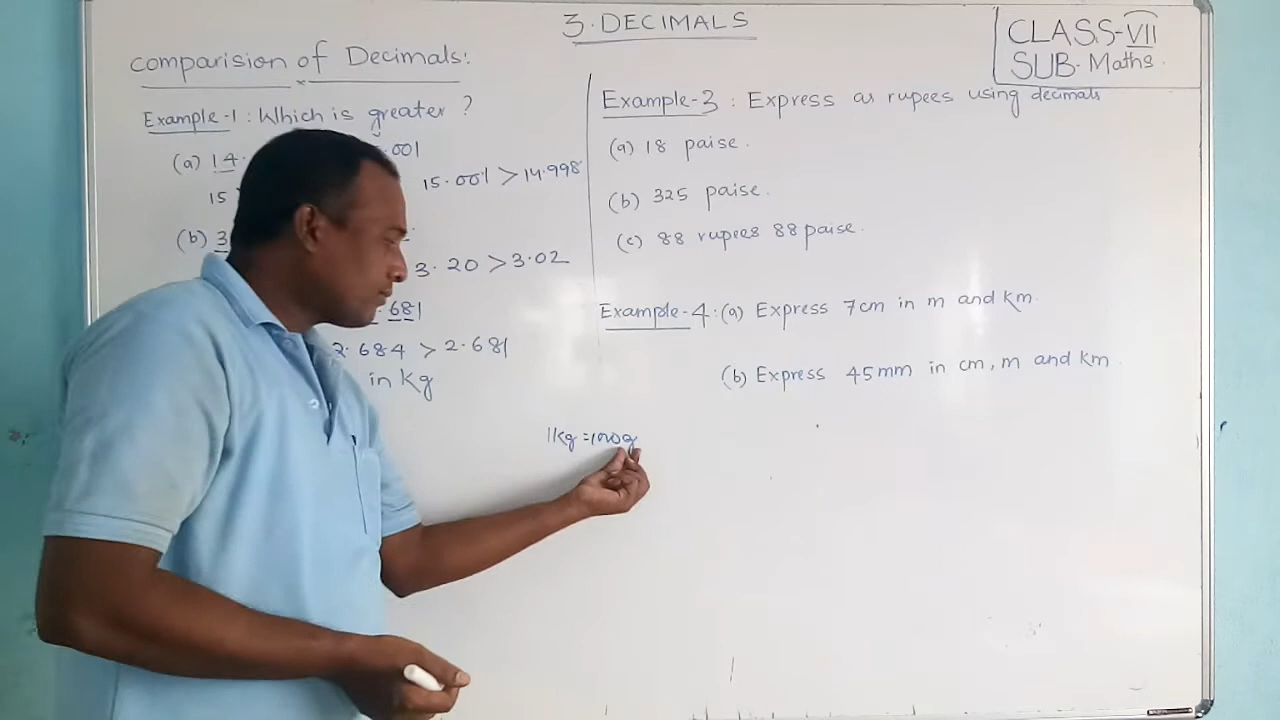 3. DECIMALS
CLASS-VII
SUB. Maths.
comparision of Decimals:
Example-1: Which is greater ?
(a) 14. .001
15.001 > 14.998
15
(b) 3
3.20 > 3.02
.681
2.684 > 2.681
in Kg
1kg = 1000g
Example-3 : Express as rupees using decimals
(a) 18 paise.
(b) 325 paise.
(c) 88 rupees 88 paise.
Example-4: (a) Express 7cm in m and km.
(b) Express 45mm in cm, m and km.